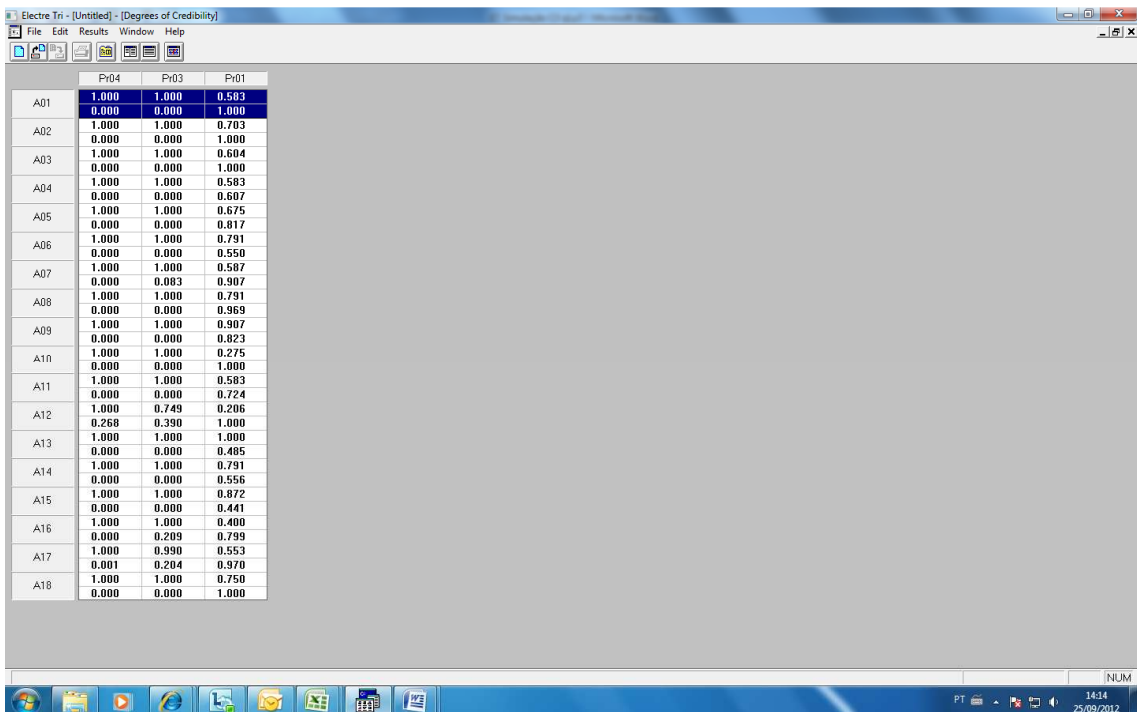 Electre Tri - [Untitled] - [Degrees of Credibility]
File Edit Results Window Help
Pr04 Pr03 Pr01
A01 1.000 1.000 0.583
0.000 0.000 1.000
A02 1.000 1.000 0.703
0.000 0.000 1.000
A03 1.000 1.000 0.604
0.000 0.000 1.000
A04 1.000 1.000 0.583
0.000 0.000 0.607
A05 1.000 1.000 0.675
0.000 0.000 0.817
A06 1.000 1.000 0.791
0.000 0.000 0.550
A07 1.000 1.000 0.587
0.000 0.083 0.907
A08 1.000 1.000 0.791
0.000 0.000 0.969
A09 1.000 1.000 0.907
0.000 0.000 0.823
A10 1.000 1.000 0.275
0.000 0.000 1.000
A11 1.000 1.000 0.583
0.000 0.000 0.724
A12 1.000 0.749 0.206
0.268 0.390 1.000
A13 1.000 1.000 1.000
0.000 0.000 0.485
A14 1.000 1.000 0.791
0.000 0.000 0.556
A15 1.000 1.000 0.872
0.000 0.000 0.441
A16 1.000 1.000 0.400
0.000 0.209 0.799
A17 1.000 0.990 0.553
0.001 0.204 0.970
A18 1.000 1.000 0.750
0.000 0.000 1.000
NUM
PT 14:14
25/09/2012